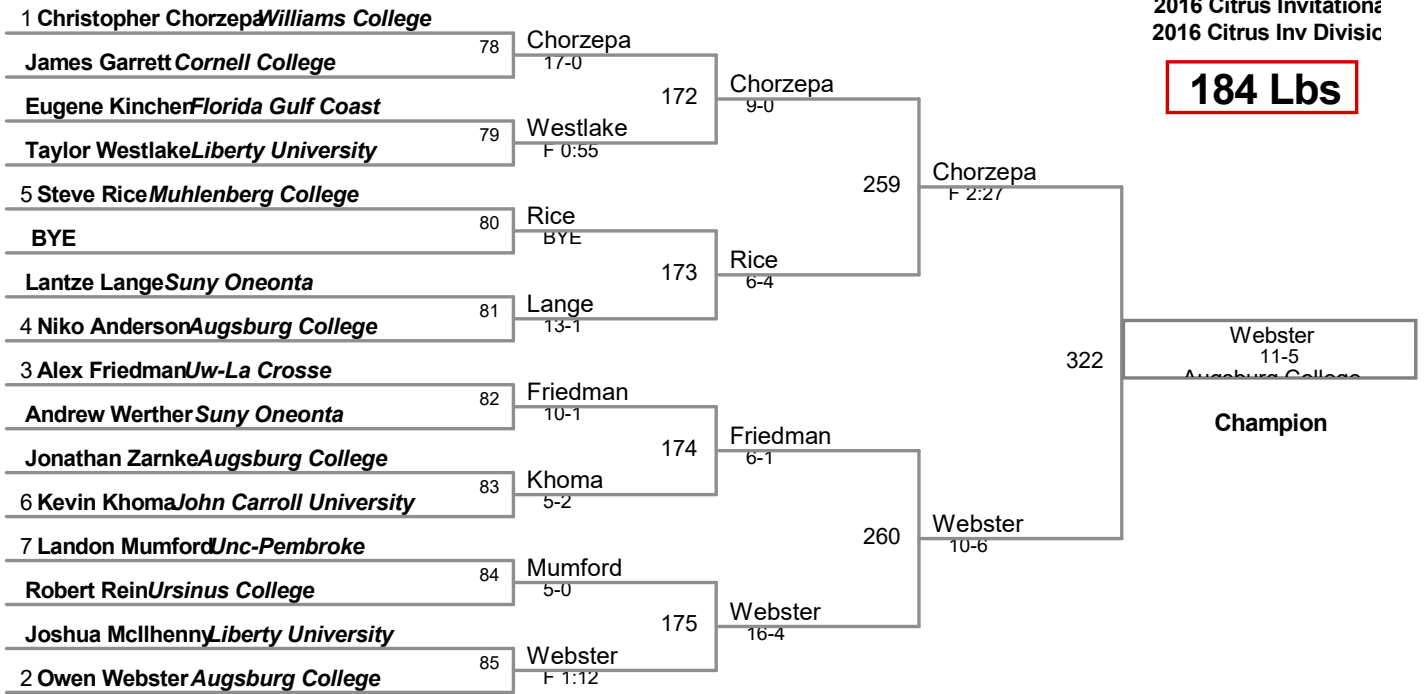 2016 Citrus Invitationa
2016 Citrus Inv Divisio
184 Lbs
1 Christopher Chorzepa Williams College
78
James Garrett Cornell College
Chorzepa
17-0
172
Eugene Kinchen Florida Gulf Coast
79
Taylor Westlake Liberty University
Westlake
F 0:55
Chorzepa
9-0
259
5 Steve Rice Muhlenberg College
80
BYE
Rice
BYE
173
Lantze Lange Suny Oneonta
81
4 Niko Anderson Augsburg College
Lange
13-1
Rice
6-4
Chorzepa
F 2:27
322
3 Alex Friedman Uw-La Crosse
82
Andrew Werther Suny Oneonta
Friedman
10-1
174
Jonathan Zarnke Augsburg College
83
6 Kevin Khoma John Carroll University
Khoma
5-2
Friedman
6-1
260
7 Landon Mumford Unc-Pembroke
84
Robert Rein Ursinus College
Mumford
5-0
175
Joshua McIlhenny Liberty University
85
2 Owen Webster Augsburg College
Webster
F 1:12
Webster
16-4
Webster
10-6
Webster
11-5
Augsburg College
Champion